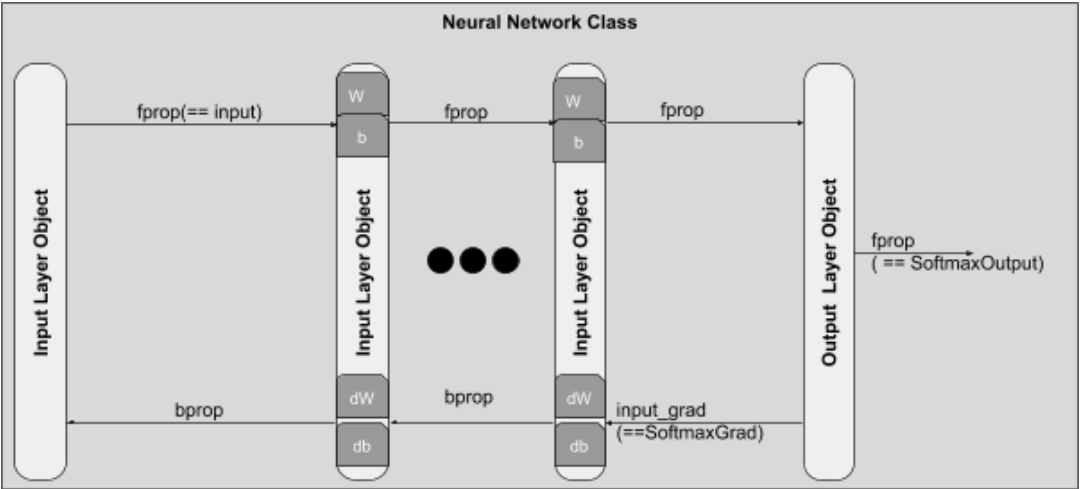 Neural Network Class
Input Layer Object
fprop(== input)
W
b
Input Layer Object
fprop
W
b
Input Layer Object
fprop
Output Layer Object
fprop
( == SoftmaxOutput)
bprop
dW
db
bprop
dW
db
input_grad
(==SoftmaxGrad)